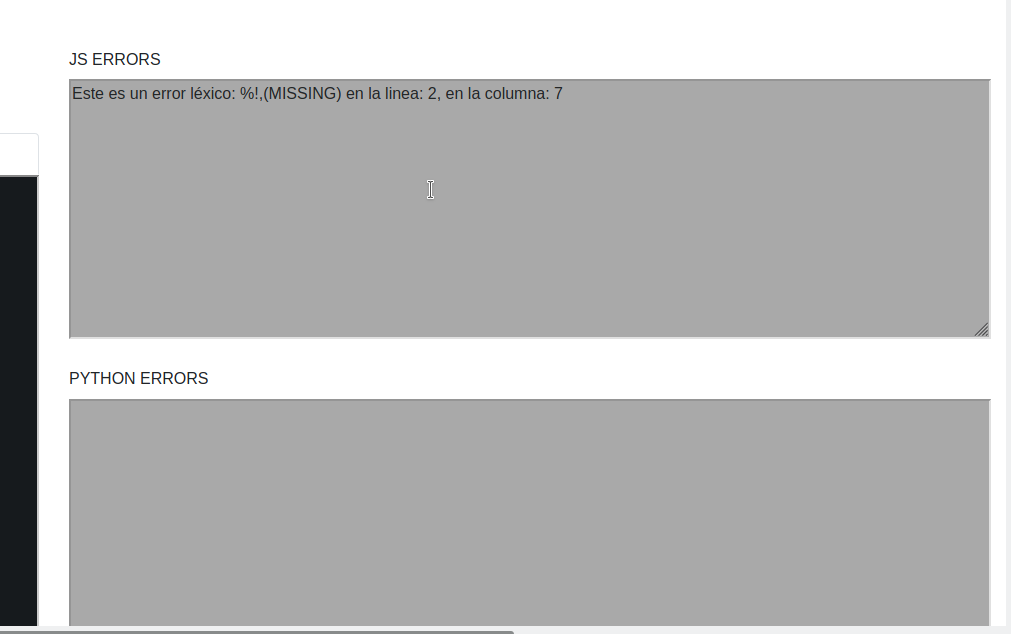 JS ERRORS
Este es un error léxico: %!,(MISSING) en la linea: 2, en la columna: 7
PYTHON ERRORS